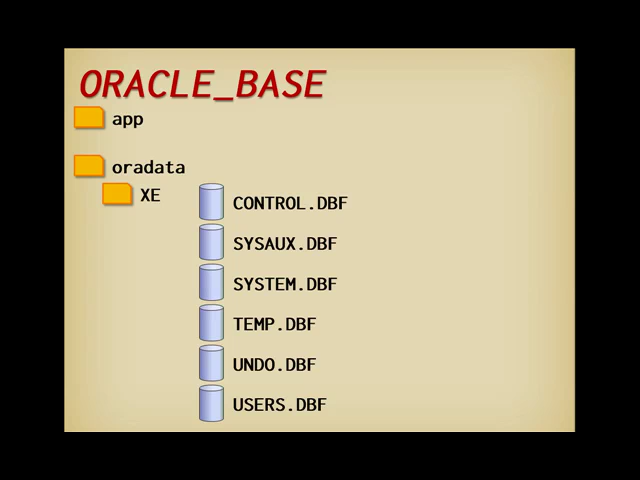 ORACLE_BASE
app
oradata
XE
CONTROL.DBF
SYSAUX.DBF
SYSTEM.DBF
TEMP.DBF
UNDO.DBF
USERS.DBF